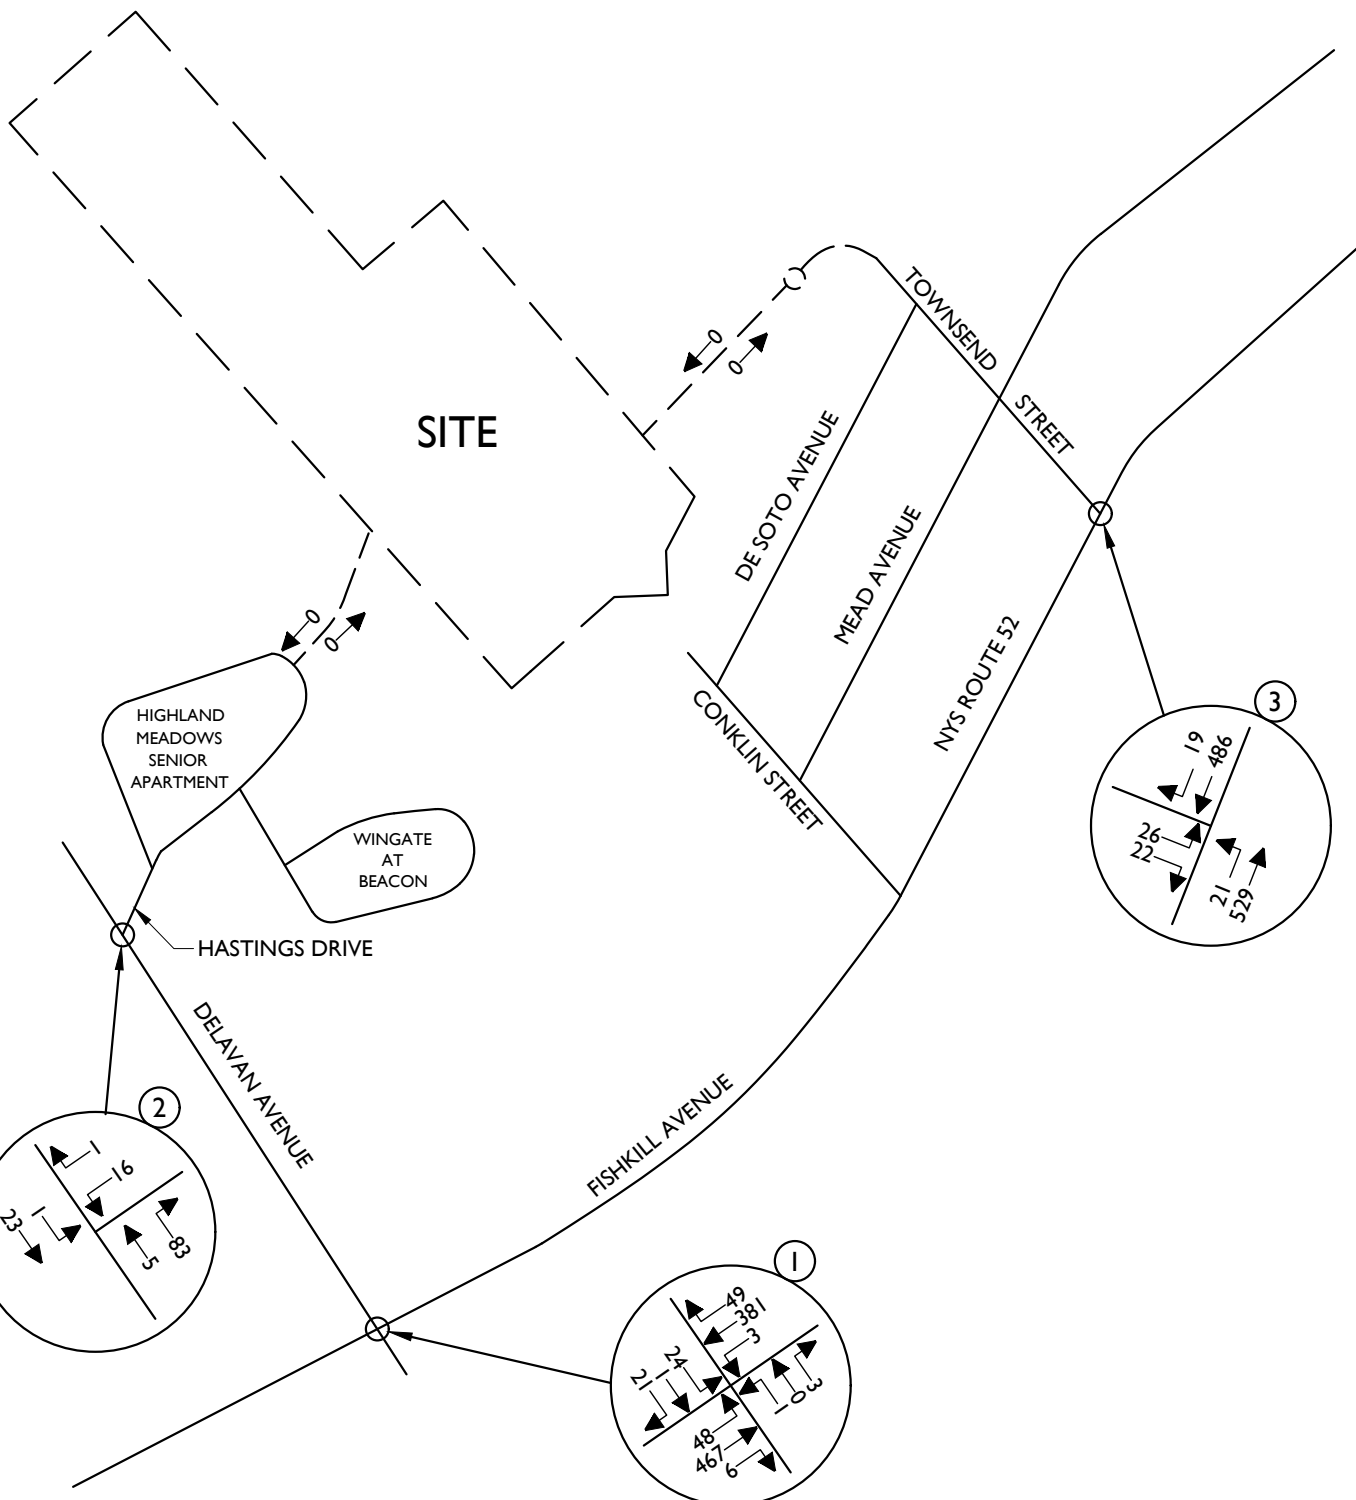 TOWNSEND
STREET
0
0
SITE
DE SOTO AVENUE
MEAD AVENUE
NYS ROUTE 52
CONKLIN STREET
0
0
HIGHLAND
MEADOWS
SENIOR
APARTMENT
WINGATE
AT
BEACON
HASTINGS DRIVE
DELAVAN AVENUE
FISHKILL AVENUE
3
19
486
26
22
21
529
2
1
16
1
23
5
83
1
49
381
3
24
1
21
48
467
6
1
0
3